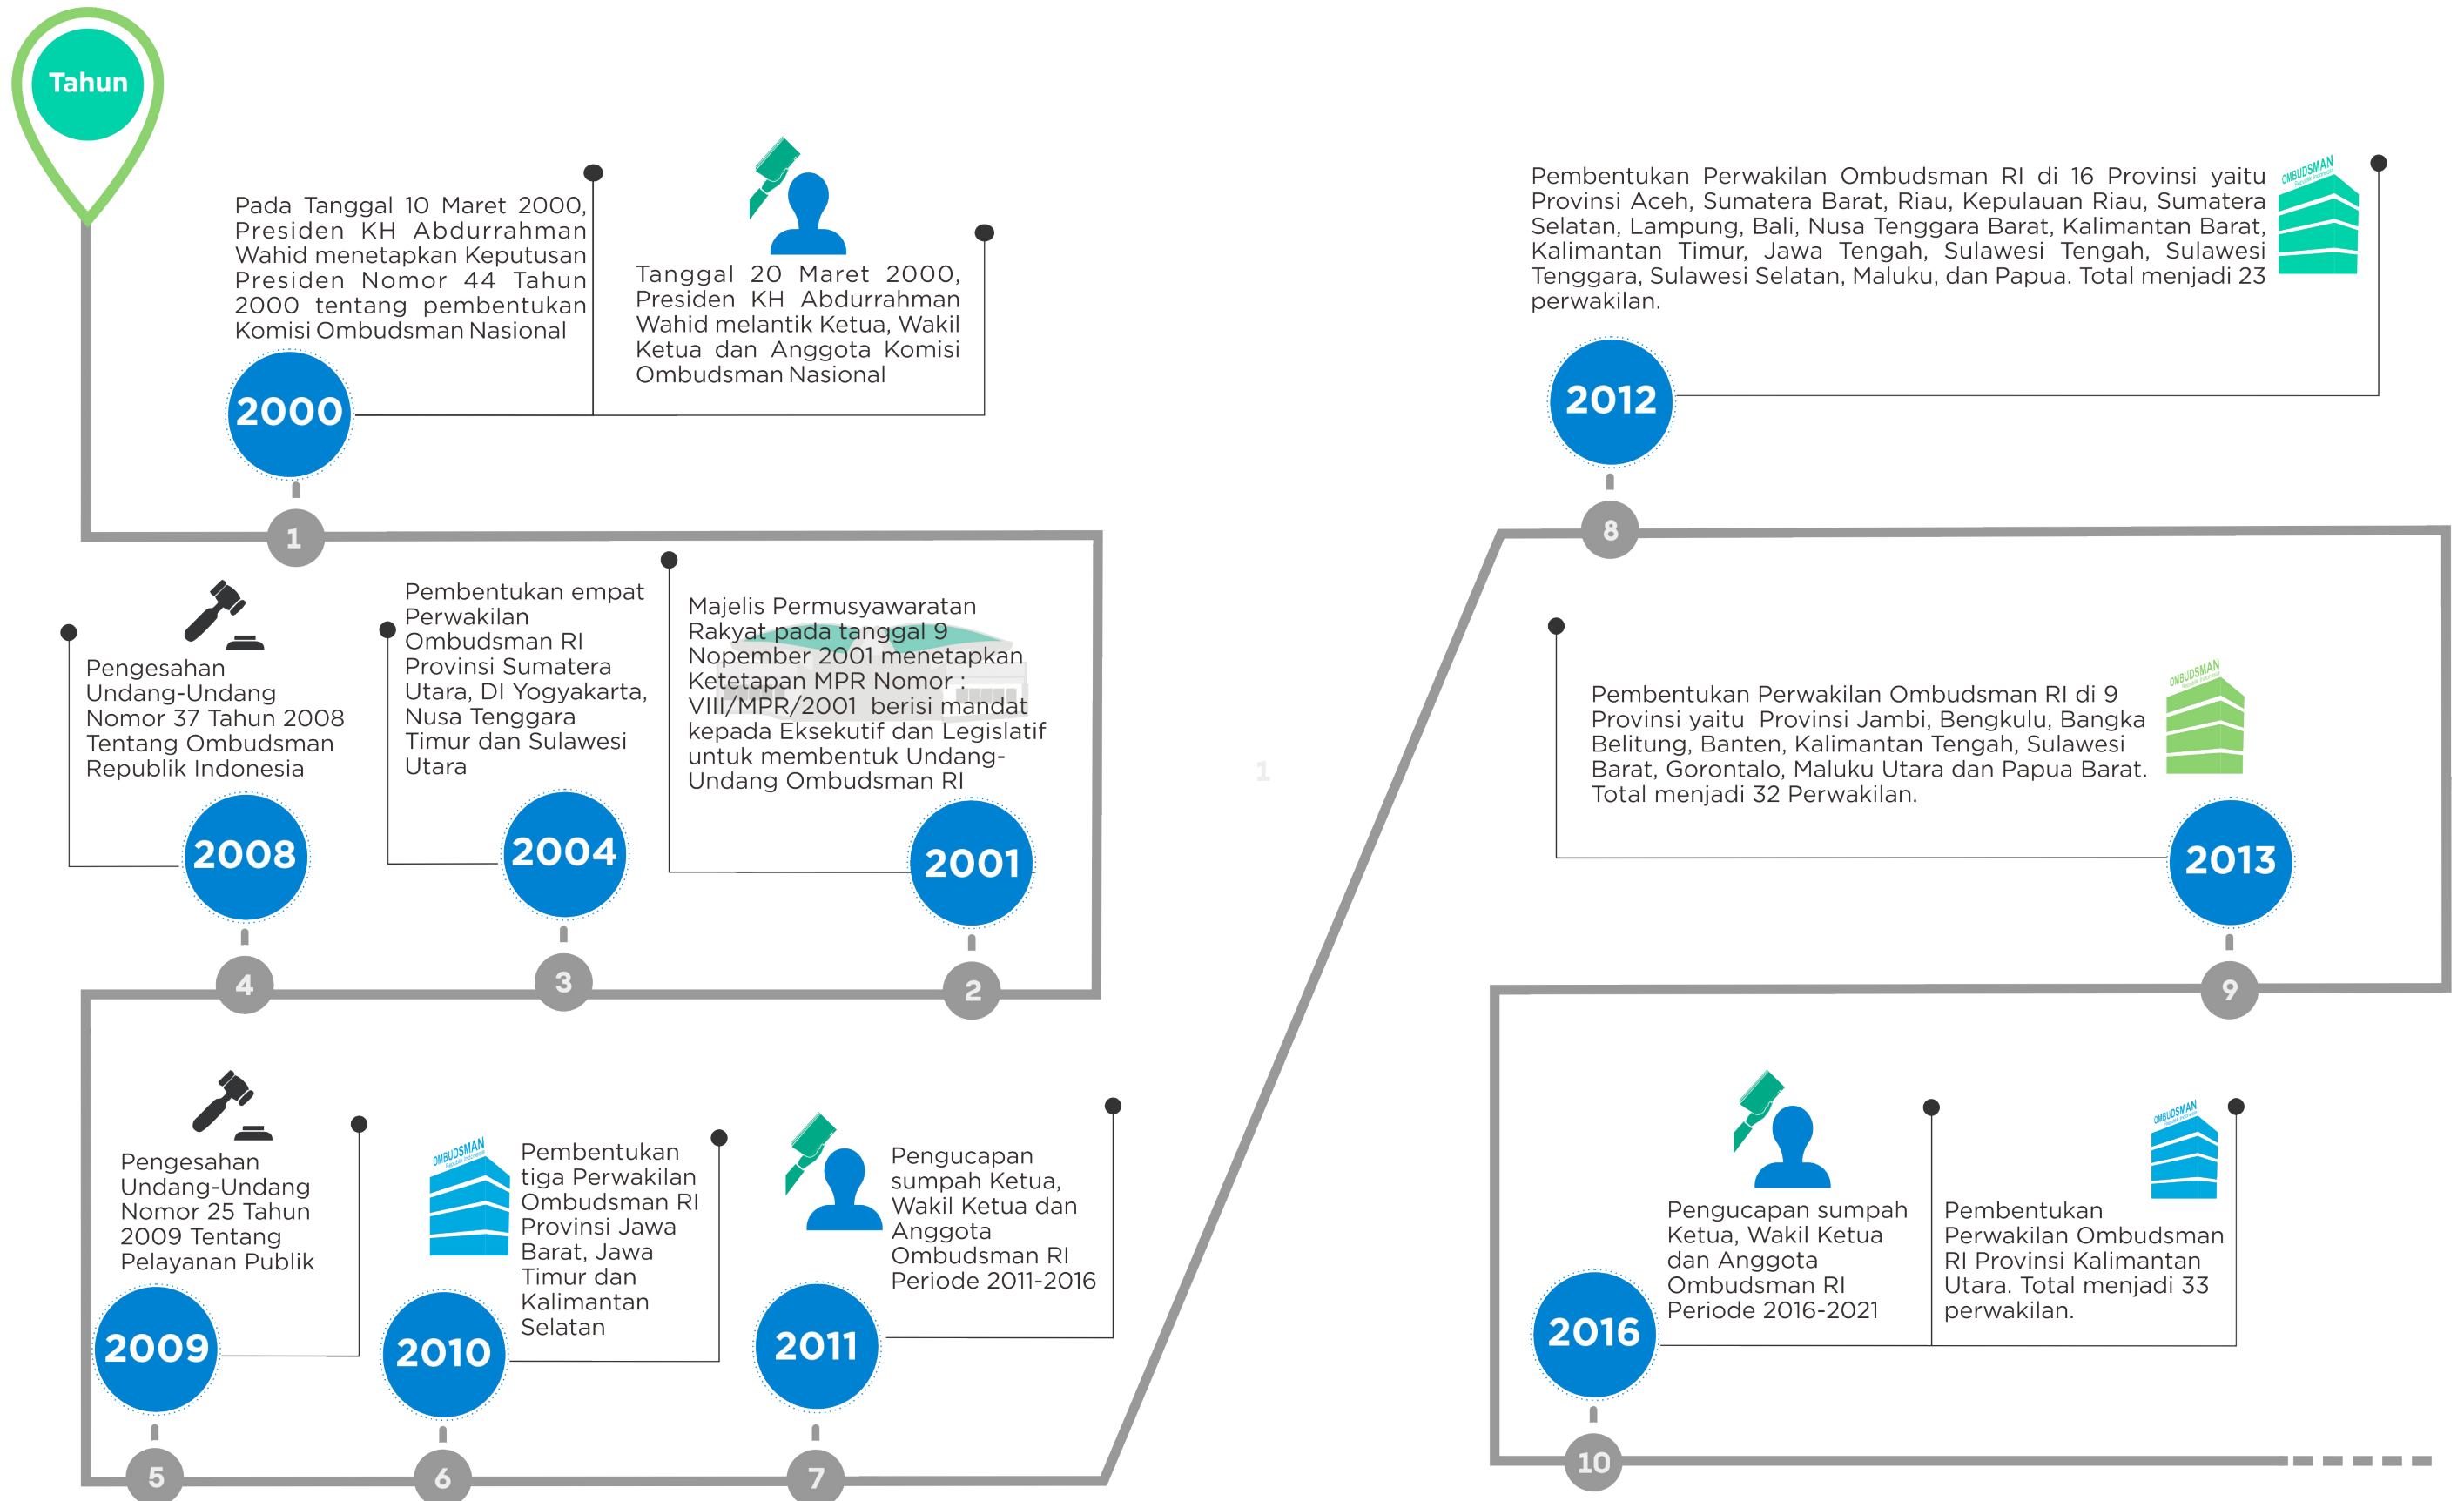 Tahun
Pada Tanggal 10 Maret 2000,
Presiden KH Abdurrahman
Wahid menetapkan Keputusan
Presiden Nomor 44 Tahun
2000 tentang pembentukan
Komisi Ombudsman Nasional
Tanggal 20 Maret 2000,
Presiden KH Abdurrahman
Wahid melantik Ketua, Wakil
Ketua dan Anggota Komisi
Ombudsman Nasional
2000
1
Majelis Permusyawaratan
Rakyat pada tanggal 9
Nopember 2001 menetapkan
Ketetapan MPR Nomor :
VIII/MPR/2001 berisi mandat
kepada Eksekutif dan Legislatif
untuk membentuk Undang-
Undang Ombudsman RI
2001
2
Pembentukan empat
Perwakilan
Ombudsman RI
Provinsi Sumatera
Utara, DI Yogyakarta,
Nusa Tenggara
Timur dan Sulawesi
Utara
2004
3
Pengesahan
Undang-Undang
Nomor 37 Tahun 2008
Tentang Ombudsman
Republik Indonesia
2008
4
Pengesahan
Undang-Undang
Nomor 25 Tahun
2009 Tentang
Pelayanan Publik
2009
5
OMBUDSMAN
Republik Indonesia
Pembentukan
tiga Perwakilan
Ombudsman RI
Provinsi Jawa
Barat, Jawa
Timur dan
Kalimantan
Selatan
2010
6
Pengucapan
sumpah Ketua,
Wakil Ketua dan
Anggota
Ombudsman RI
Periode 2011-2016
2011
7
1
Pembentukan Perwakilan Ombudsman RI di 16 Provinsi yaitu
Provinsi Aceh, Sumatera Barat, Riau, Kepulauan Riau, Sumatera
Selatan, Lampung, Bali, Nusa Tenggara Barat, Kalimantan Barat,
Kalimantan Timur, Jawa Tengah, Sulawesi Tengah, Sulawesi
Tenggara, Sulawesi Selatan, Maluku, dan Papua. Total menjadi 23
perwakilan.
OMBUDSMAN
Republik Indonesia
2012
8
Pembentukan Perwakilan Ombudsman RI di 9
Provinsi yaitu Provinsi Jambi, Bengkulu, Bangka
Belitung, Banten, Kalimantan Tengah, Sulawesi
Barat, Gorontalo, Maluku Utara dan Papua Barat.
Total menjadi 32 Perwakilan.
OMBUDSMAN
Republik Indonesia
2013
9
Pengucapan sumpah
Ketua, Wakil Ketua
dan Anggota
Ombudsman RI
Periode 2016-2021
OMBUDSMAN
Republik Indonesia
Pembentukan
Perwakilan Ombudsman
RI Provinsi Kalimantan
Utara. Total menjadi 33
perwakilan.
2016
10